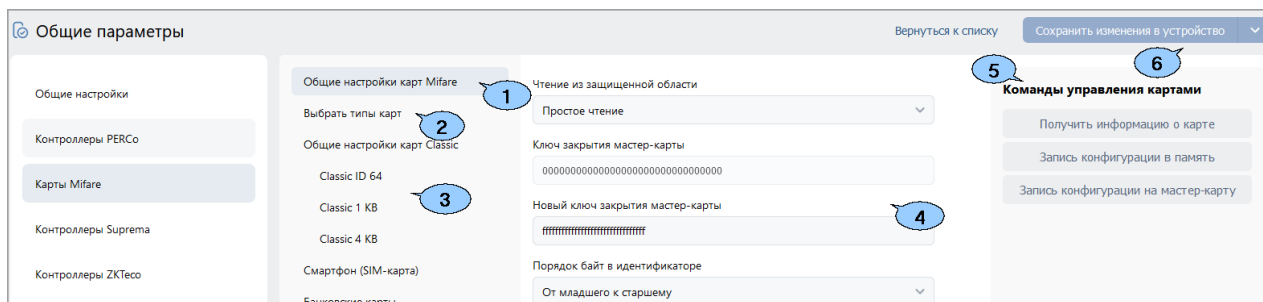 Общие параметры
Вернуться к списку
Сохранить изменения в устройство
6
Общие настройки
Контроллеры PERCo
Карты Mifare
Контроллеры Suprema
Контроллеры ZKTeco
Общие настройки карт Mifare
1
Выбрать типы карт
2
Общие настройки карт Classic
Classic ID 64
3
Classic 1 KB
Classic 4 KB
Смартфон (SIM-карта)
Банковские карты
Чтение из защищенной области
Простое чтение
Ключ закрытия мастер-карты
00000000000000000000000000000000
Новый ключ закрытия мастер-карты
4
ffffffffffffffffffffffffffffffff
Порядок байт в идентификаторе
От младшего к старшему
5
Команды управления картами
Получить информацию о карте
Запись конфигурации в память
Запись конфигурации на мастер-карту